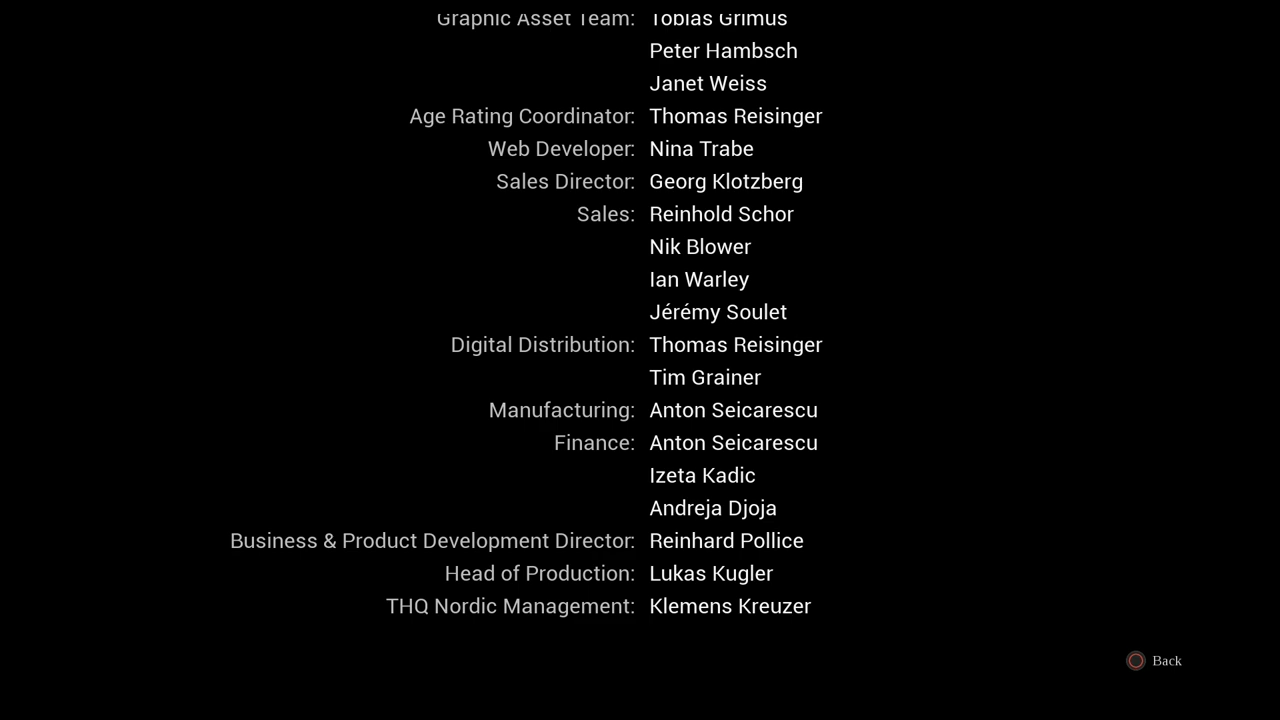 Graphic Asset Team: Tobias Grimus
Peter Hambsch
Janet Weiss
Age Rating Coordinator: Thomas Reisinger
Web Developer: Nina Trabe
Sales Director: Georg Klotzberg
Sales: Reinhold Schor
Nik Blower
Ian Warley
Jérémy Soulet
Digital Distribution: Thomas Reisinger
Tim Grainer
Manufacturing: Anton Seicarescu
Finance: Anton Seicarescu
Izeta Kadic
Andreja Djoja
Business & Product Development Director: Reinhard Pollice
Head of Production: Lukas Kugler
THQ Nordic Management: Klemens Kreuzer
Back